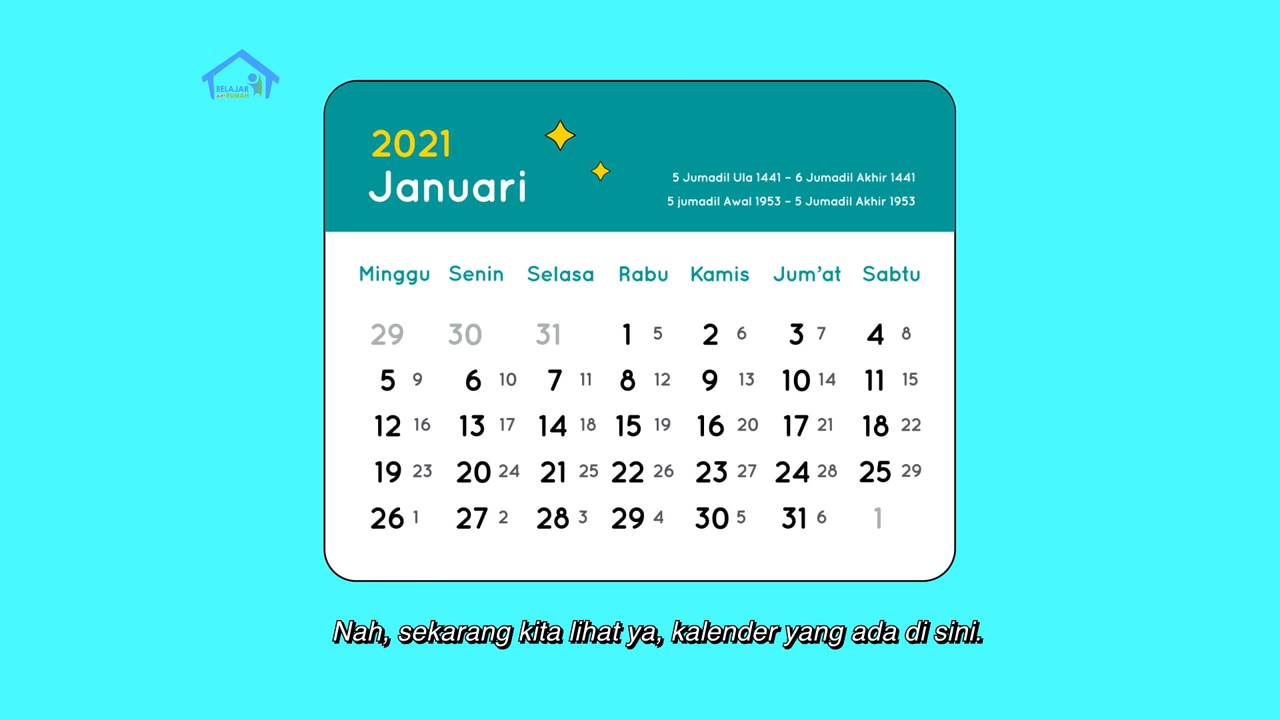 BELAJAR
dari RUMAH
2021
Januari
5 Jumadil Ula 1441 – 6 Jumadil Akhir 1441
5 jumadil Awal 1953 – 5 Jumadil Akhir 1953
Minggu Senin Selasa Rabu Kamis Jum'at Sabtu
29 30 31 1 5 2 6 3 7 4 8
5 9 6 10 7 11 8 12 9 13 10 14 11 15
12 16 13 17 14 18 15 19 16 20 17 21 18 22
19 23 20 24 21 25 22 26 23 27 24 28 25 29
26 1 27 2 28 3 29 4 30 5 31 6 1
Nah, sekarang kita lihat ya, kalender yang ada di sini.